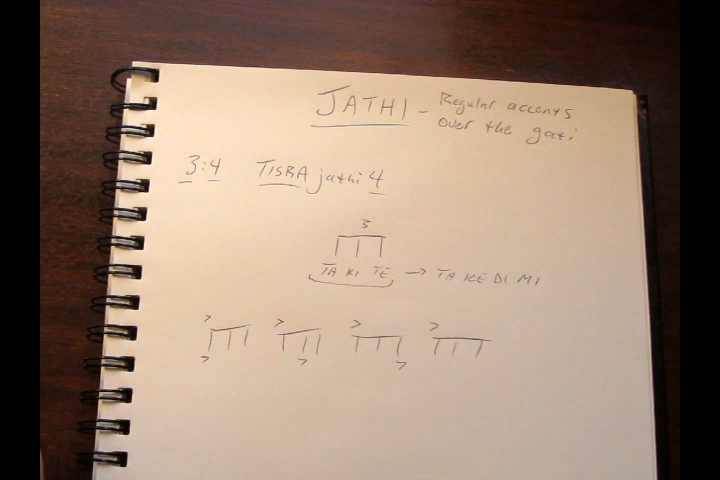 JATHI - Regular accents
over the gati
3:4 TISRA jathi 4
3
TA KI TE → TA KE DI MI
> > > >
> > >